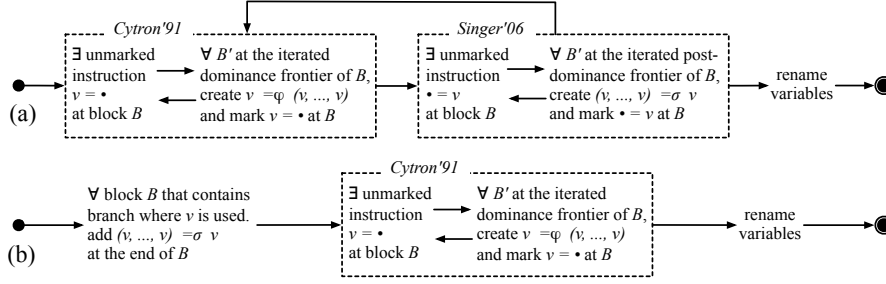 Cytron'91
∃ unmarked
instruction
v = •
at block B
∀ B' at the iterated
dominance frontier of B,
create v =φ (v, ..., v)
and mark v = • at B
Singer'06
∃ unmarked
instruction
• = v
at block B
∀ B' at the iterated post-
dominance frontier of B,
create (v, ..., v) =σ v
and mark • = v at B
rename
variables
(a)
∀ block B that contains
branch where v is used.
add (v, ..., v) =σ v
at the end of B
Cytron'91
∃ unmarked
instruction
v = •
at block B
∀ B' at the iterated
dominance frontier of B,
create v =φ (v, ..., v)
and mark v = • at B
rename
variables
(b)